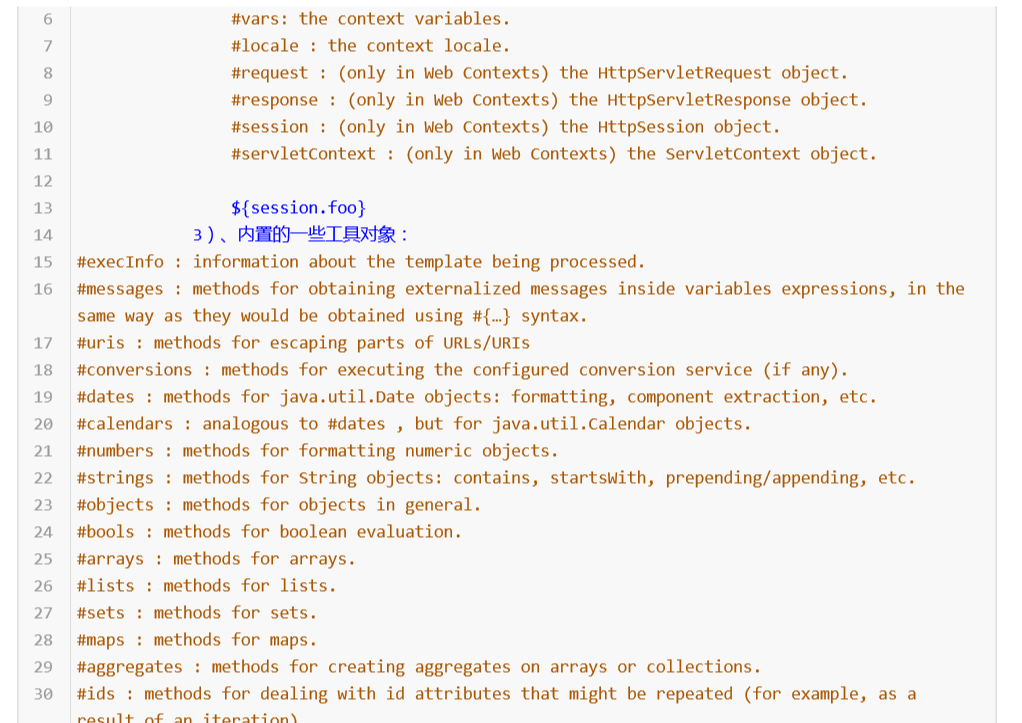 6 #vars: the context variables.
7 #locale : the context locale.
8 #request : (only in Web Contexts) the HttpServletRequest object.
9 #response : (only in Web Contexts) the HttpServletResponse object.
10 #session : (only in Web Contexts) the HttpSession object.
11 #servletContext : (only in Web Contexts) the ServletContext object.
12
13 ${session.foo}
14 3）、内置的一些工具对象：
15 #execInfo : information about the template being processed.
16 #messages : methods for obtaining externalized messages inside variables expressions, in the
same way as they would be obtained using #{…} syntax.
17 #uris : methods for escaping parts of URLs/URIs
18 #conversions : methods for executing the configured conversion service (if any).
19 #dates : methods for java.util.Date objects: formatting, component extraction, etc.
20 #calendars : analogous to #dates , but for java.util.Calendar objects.
21 #numbers : methods for formatting numeric objects.
22 #strings : methods for String objects: contains, startsWith, prepending/appending, etc.
23 #objects : methods for objects in general.
24 #bools : methods for boolean evaluation.
25 #arrays : methods for arrays.
26 #lists : methods for lists.
27 #sets : methods for sets.
28 #maps : methods for maps.
29 #aggregates : methods for creating aggregates on arrays or collections.
30 #ids : methods for dealing with id attributes that might be repeated (for example, as a
result of an iteration)